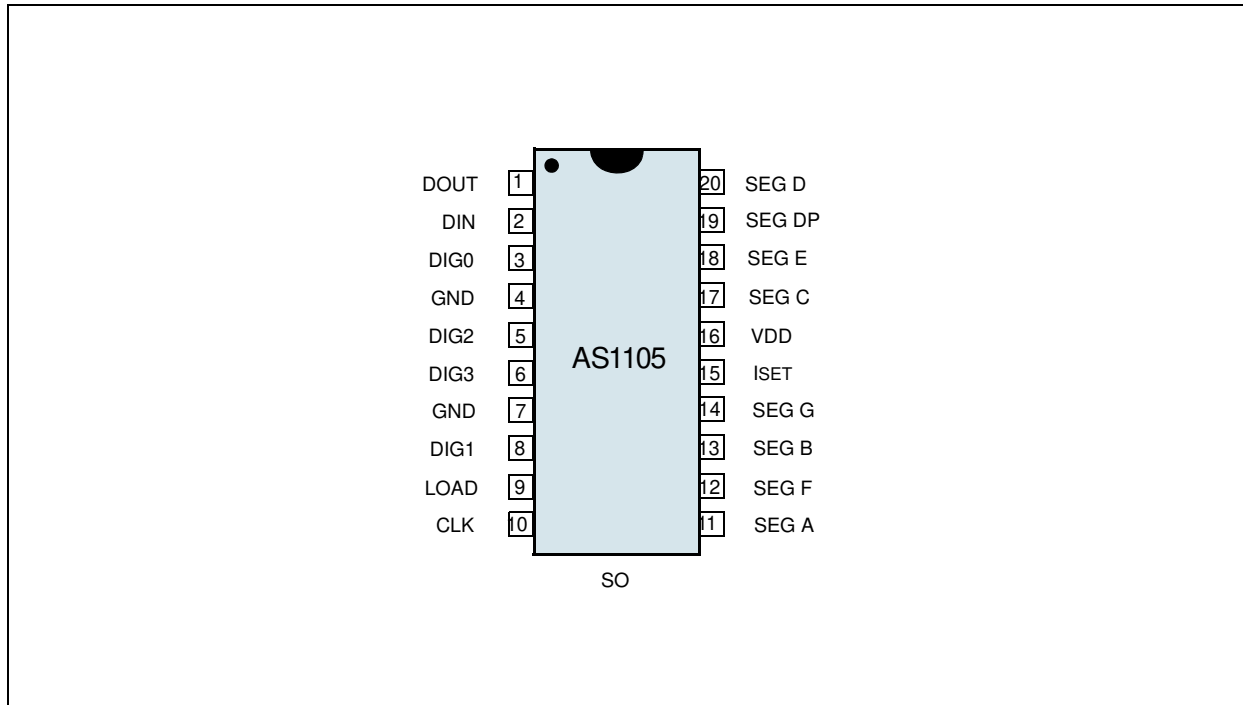 DOUT 1 20 SEG D
DIN 2 19 SEG DP
DIG0 3 18 SEG E
GND 4 17 SEG C
DIG2 5 16 VDD
AS1105
DIG3 6 15 ISET
GND 7 14 SEG G
DIG1 8 13 SEG B
LOAD 9 12 SEG F
CLK 10 11 SEG A
SO